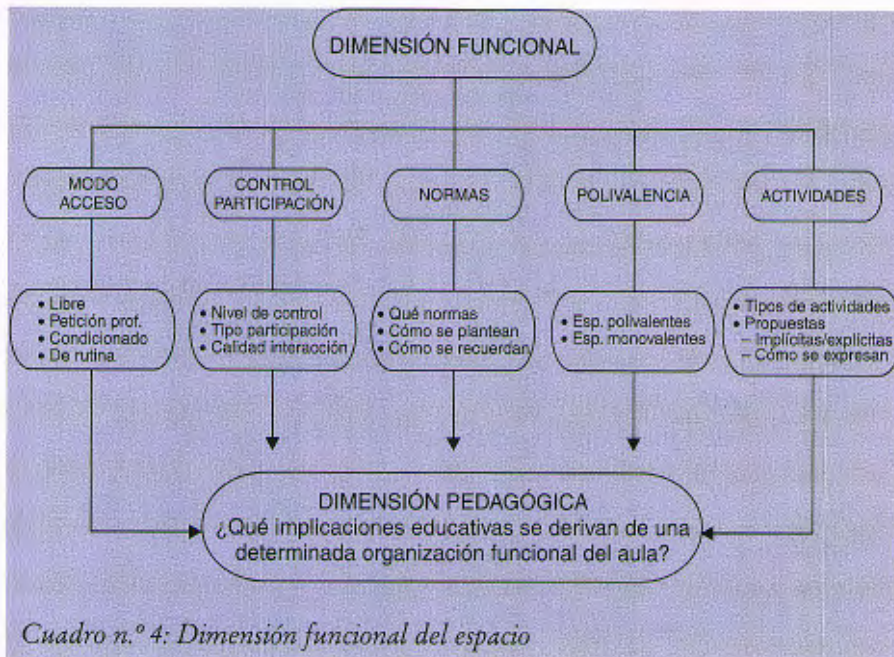 DIMENSIÓN FUNCIONAL
MODO
ACCESO
CONTROL
PARTICIPACIÓN
NORMAS
POLIVALENCIA
ACTIVIDADES
• Libre
• Petición prof.
• Condicionado
• De rutina
• Nivel de control
• Tipo participación
• Calidad interacción
• Qué normas
• Cómo se plantean
• Cómo se recuerdan
• Esp. polivalentes
• Esp. monovalentes
• Tipos de actividades
• Propuestas
– Implícitas/explícitas
– Cómo se expresan
DIMENSIÓN PEDAGÓGICA
¿Qué implicaciones educativas se derivan de una
determinada organización funcional del aula?
Cuadro n.º 4: Dimensión funcional del espacio